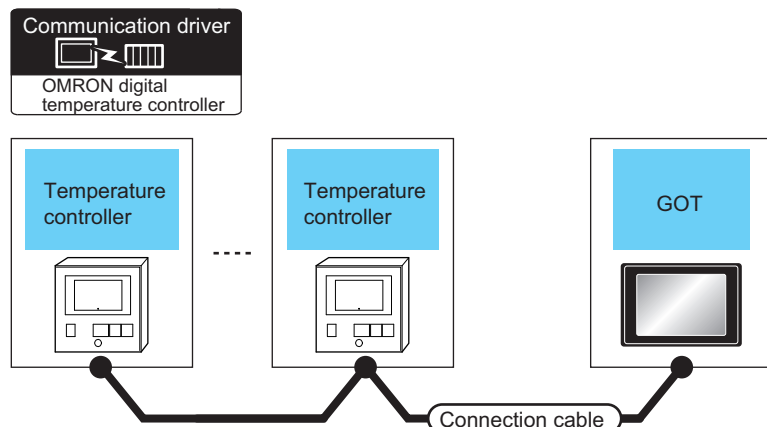 Communication driver
OMRON digital
temperature controller
Temperature
controller
Temperature
controller
GOT
Connection cable